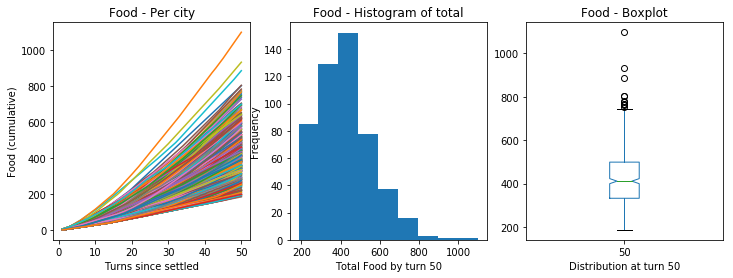 Food - Per city
Food (cumulative)
1000
800
600
400
200
0
0 10 20 30 40 50
Turns since settled
Food - Histogram of total
Frequency
140
120
100
80
60
40
20
0
200 400 600 800 1000
Total Food by turn 50
Food - Boxplot
1000
800
600
400
200
50
Distribution at turn 50